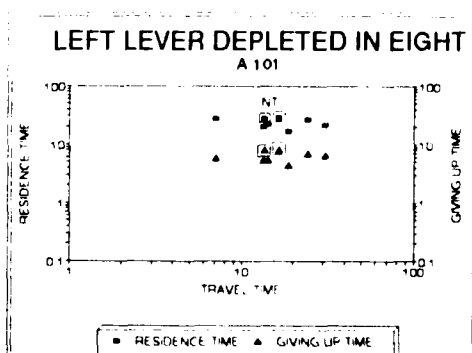 LEFT LEVER DEPLETED IN EIGHT
A 101
NT
100
10
1
0.1
RESIDENCE TIME
100
10
1
0.1
GIVING UP TIME
1
10
100
TRAVEL TIME
RESIDENCE TIME GIVING UP TIME